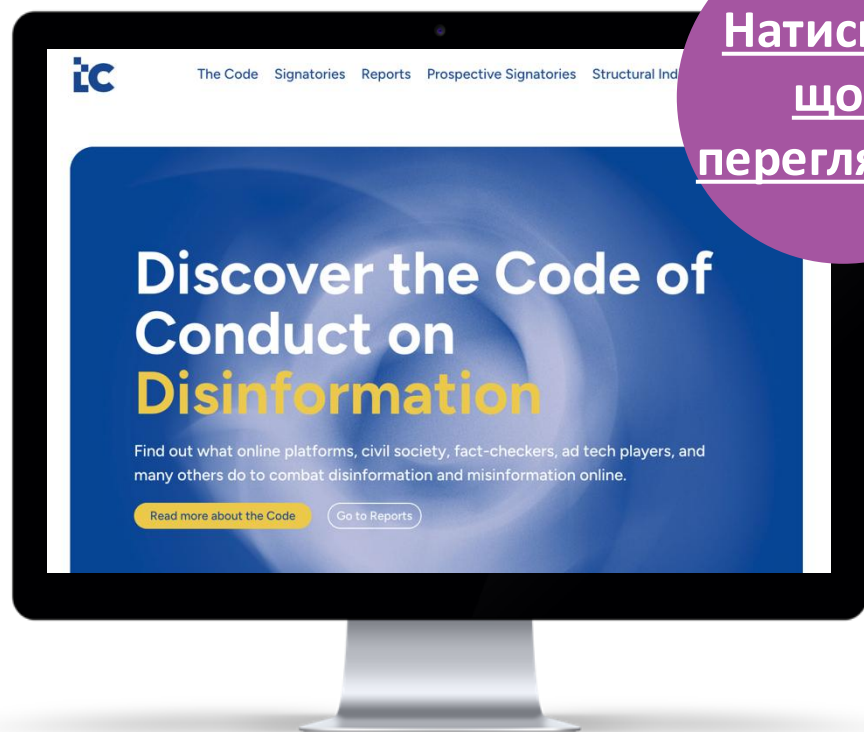 tC
The Code Signatories Reports Prospective Signatories Structural
Натисн
що
перегля
Discover the Code of
Conduct on
Disinformation
Find out what online platforms, civil society, fact-checkers, ad tech players, and
many others do to combat disinformation and misinformation online.
Read more about the Code Go to Reports